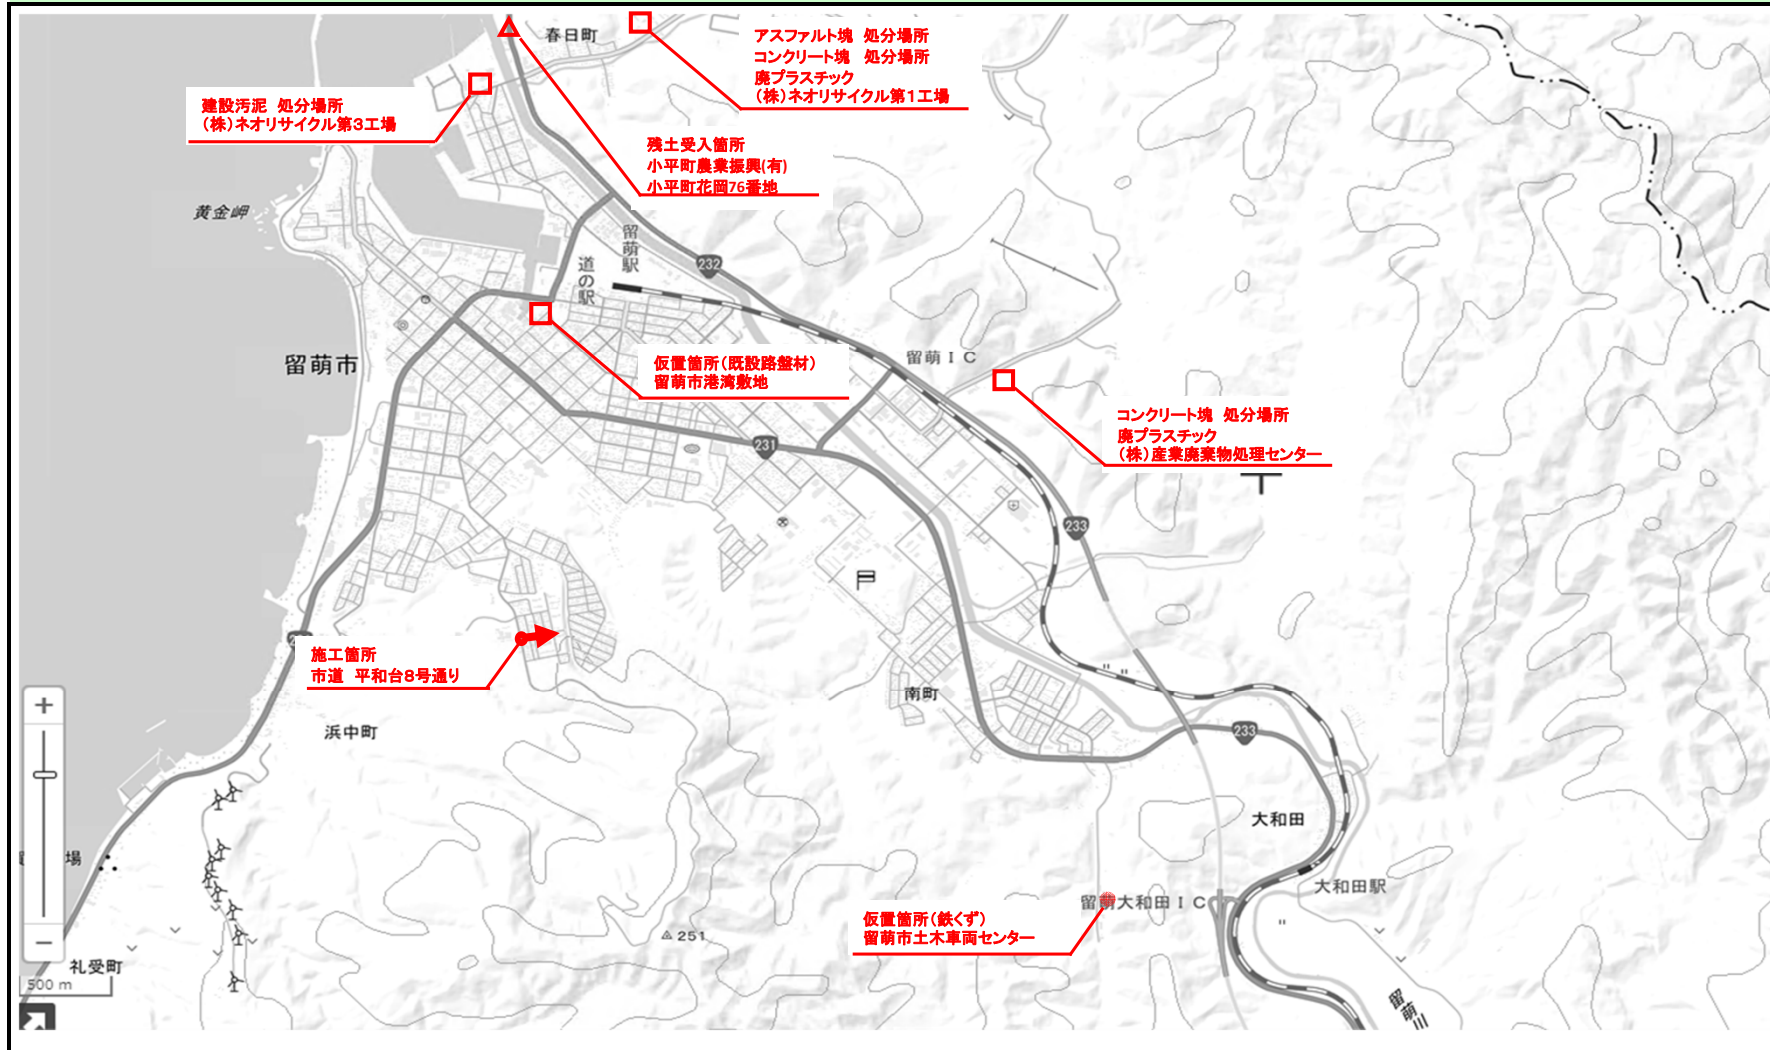 春日町
アスファルト塊 処分場所
コンクリート塊 処分場所
廃プラスチック
(株)ネオリサイクル第1工場
建設汚泥 処分場所
(株)ネオリサイクル第3工場
残土受入箇所
小平町農業振興(有)
小平町花岡76番地
黄金岬
留萌駅
道の駅
232
留萌市
仮置箇所(既設路盤材)
留萌市港湾敷地
留萌IC
コンクリート塊 処分場所
廃プラスチック
(株)産業廃棄物処理センター
231
233
施工箇所
市道 平和台8号通り
南町
浜中町
233
大和田
場
大和田駅
留萌大和田IC
仮置箇所(鉄くず)
留萌市土木車両センター
251
礼受町
500 m
留萌川